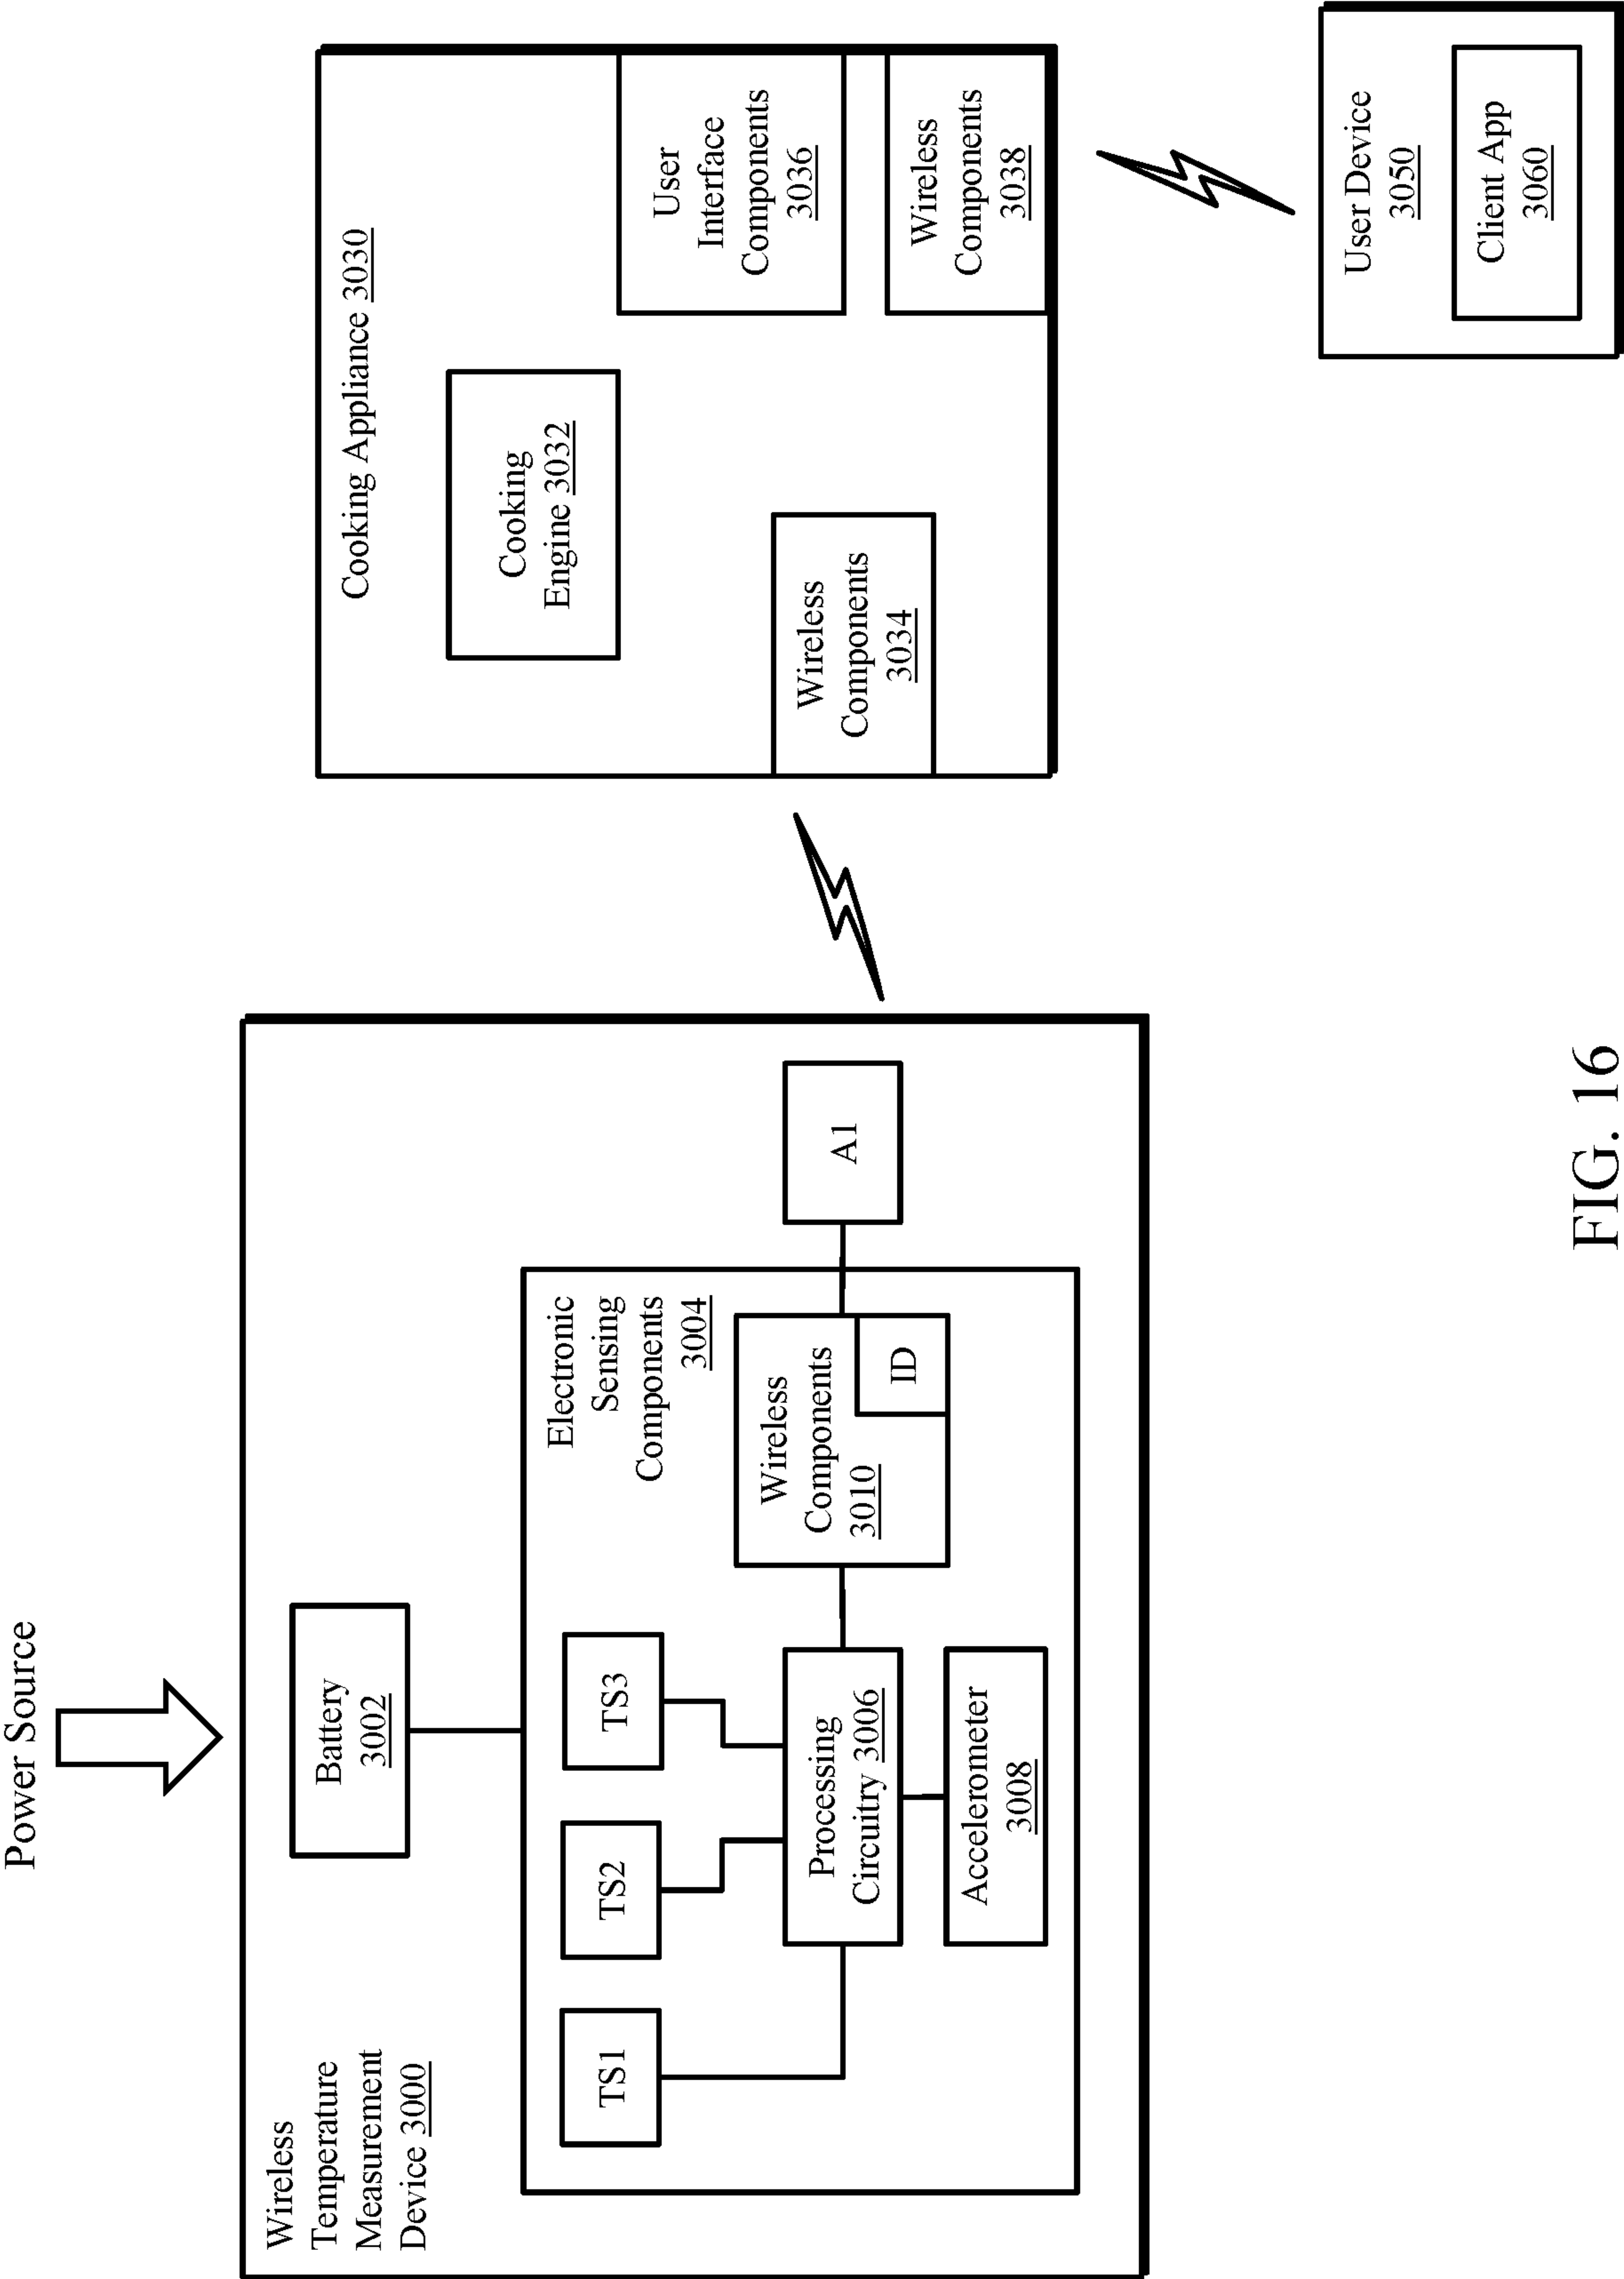 Power Source
Wireless
Temperature
Measurement
Device 3000
Battery
3002
Electronic
Sensing
Components
3004
TS1
TS2
TS3
Processing
Circuitry 3006
Accelerometer
3008
Wireless
Components
3010
ID
A1
Cooking Appliance 3030
Cooking
Engine 3032
Wireless
Components
3034
User
Interface
Components
3036
Wireless
Components
3038
User Device
3050
Client App
3060
FIG. 16